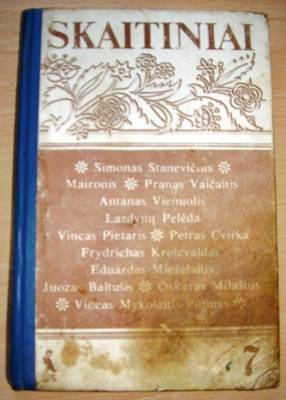 SKAITINIAI
Simonas Stanevičius
Maironis Pranas Vaičaitis
Antanas Vienuolis
Lazdynų Pelėda
Vincas Pietaris Petras Cvirka
Frydrichas Krolevaldas
Eduardas Mieželaitis
Juozas Baltušis Oskaras Milašius
Vincas Mykolaitis-Putinas
7